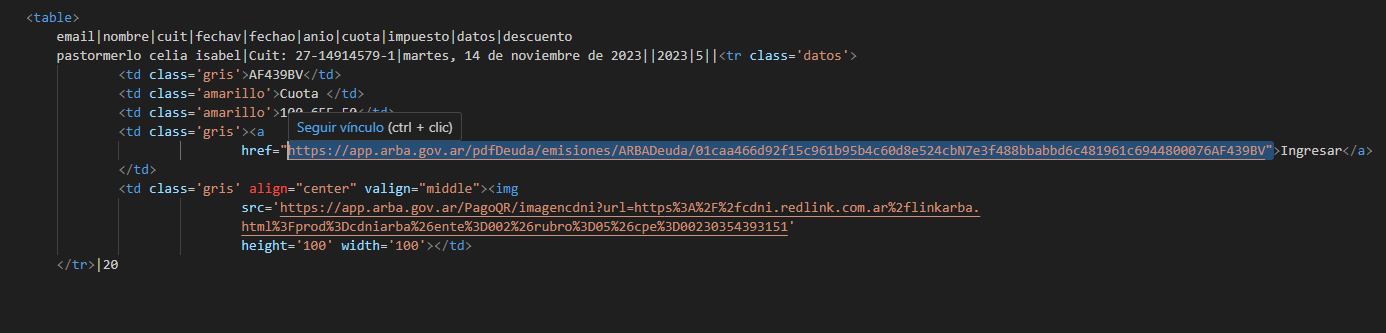 <table>
email|nombre|cuit|fechav|fechao|anio|cuota|impuesto|datos|descuento
pastormerlo celia isabel|Cuit: 27-14914579-1|martes, 14 de noviembre de 2023||2023|5||<tr class='datos'>
<td class='gris'>AF439BV</td>
<td class='amarillo'>Cuota </td>
<td class='amarillo'></td>
Seguir vínculo (ctrl + clic)
<td class='gris'><a
href="https://app.arba.gov.ar/pdfDeuda/emisiones/ARBADeuda/01caa466d92f15c961b95b4c60d8e524cbN7e3f488bbabbd6c481961c6944800076AF439BV">Ingresar</a>
</td>
<td class='gris' align="center" valign="middle"><img
src='https://app.arba.gov.ar/PagoQR/imagencdni?url=https%3A%2F%2fcdni.redlink.com.ar%2flinkarba.
html%3Fprod%3Dcdniarba%26ente%3D002%26rubro%3D05%26cpe%3D00230354393151'
height='100' width='100'></td>
</tr>|20